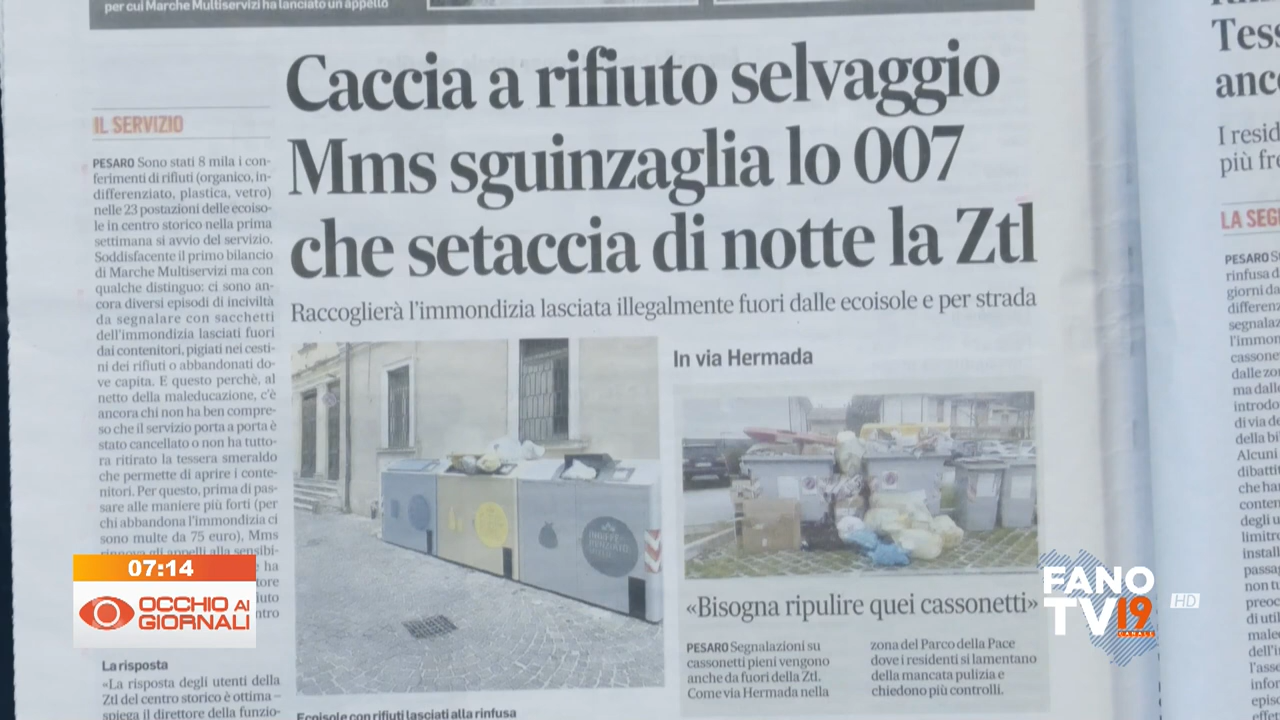 per cui Marche Multiservizi ha lanciato un appello
Caccia a rifiuto selvaggio
Mms sguinzaglia lo 007
che setaccia di notte la Ztl
Raccoglierà l'immondizia lasciata illegalmente fuori dalle ecoisole e per strada
IL SERVIZIO
PESARO Sono stati 8 mila i con-
ferimenti di rifiuti (organico, in-
differenziato, plastica, vetro)
nelle 23 postazioni delle ecoiso-
le in centro storico nella prima
settimana si avvio del servizio.
Soddisfacente il primo bilancio
di Marche Multiservizi ma con
qualche distinguo: ci sono an-
cora diversi episodi di inciviltà
da segnalare con sacchetti
dell'immondizia lasciati fuori
dai contenitori, pigiati nei cesti-
ni dei rifiuti o abbandonati do-
ve capita. E questo perchè, al
netto della maleducazione, c'è
ancora chi non ha ben compre-
so che il servizio porta a porta è
stato cancellato o non ha tutto-
ra ritirato la tessera smeraldo
che permette di aprire i conte-
nitori. Per questo, prima di pas-
sare alle maniere più forti (per
chi abbandona l'immondizia ci
sono multe da 75 euro), Mms
rinnova gli appelli alla sensibi-
ha
La risposta
«La risposta degli utenti della
Ztl del centro storico è ottima –
spiega il direttore della funzio-
Ecoisole con rifiuti lasciati alla rinfusa
In via Hermada
«Bisogna ripulire quei cassonetti»
PESARO Segnalazioni su
cassonetti pieni vengono
anche da fuori della Ztl.
Come via Hermada nella
zona del Parco della Pace
dove i residenti si lamentano
della mancata pulizia e
chiedono più controlli.
Tess
anco
I resid
più fre
LA SEG
07:14
OCCHIO AI
GIORNALI
FANO
TV19
CANALE
HD